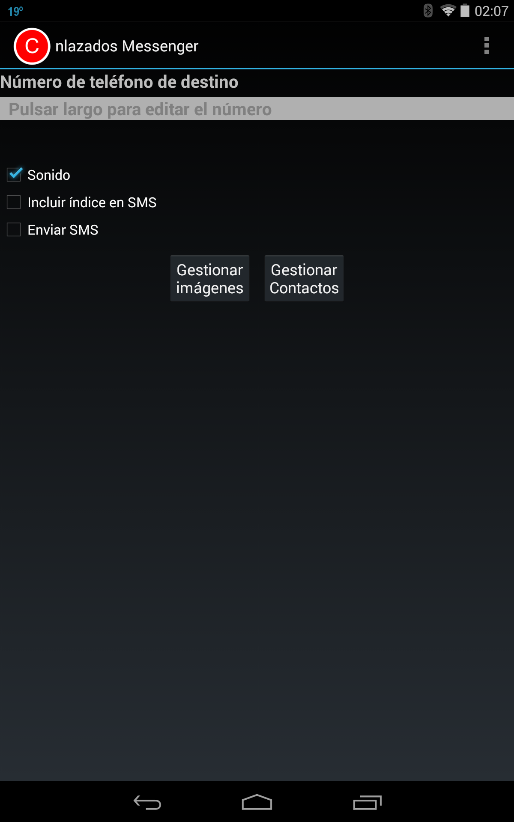 19º 02:07
C nlazados Messenger
Número de teléfono de destino
Pulsar largo para editar el número
Sonido
Incluir índice en SMS
Enviar SMS
Gestionar
imágenes
Gestionar
Contactos